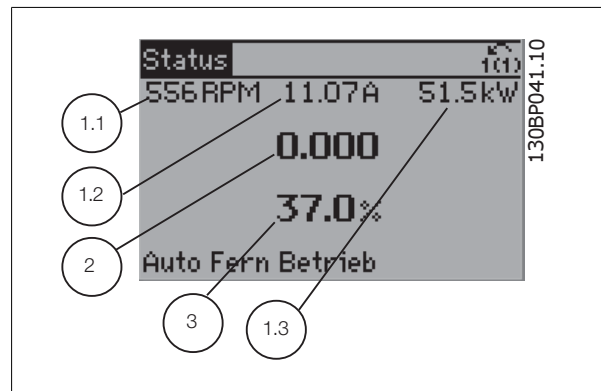 Status 1(1)
556RPM 11.07A 51.5kW
0.000
37.0%
Auto Fern Betrieb
1.1
1.2
2
3
1.3
130BP041.10